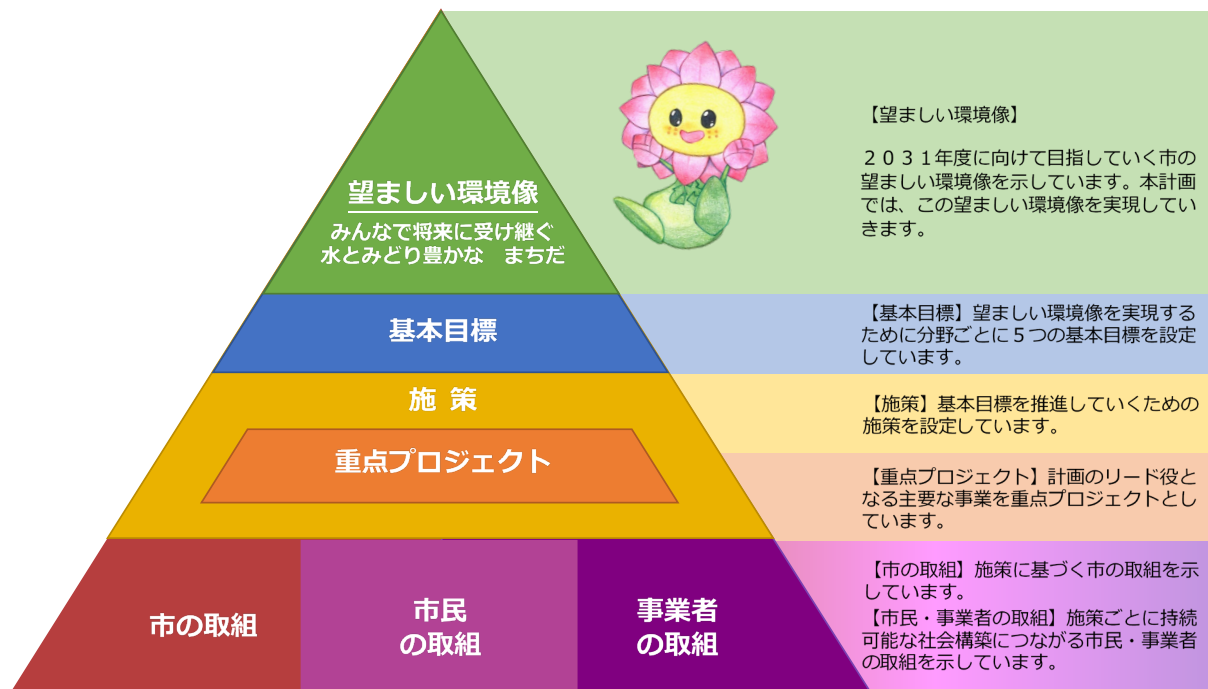 望ましい環境像
みんなで将来に受け継ぐ
水とみどり豊かな　まちだ
基本目標
施 策
重点プロジェクト
市の取組
市民
の取組
事業者
の取組
【望ましい環境像】
２０３１年度に向けて目指していく市の
望ましい環境像を示しています。本計画
では、この望ましい環境像を実現してい
きます。
【基本目標】望ましい環境像を実現する
ために分野ごとに５つの基本目標を設定
しています。
【施策】基本目標を推進していくための
施策を設定しています。
【重点プロジェクト】計画のリード役と
なる主要な事業を重点プロジェクトとし
ています。
【市の取組】施策に基づく市の取組を示
しています。
【市民・事業者の取組】施策ごとに持続
可能な社会構築につながる市民・事業者
の取組を示しています。